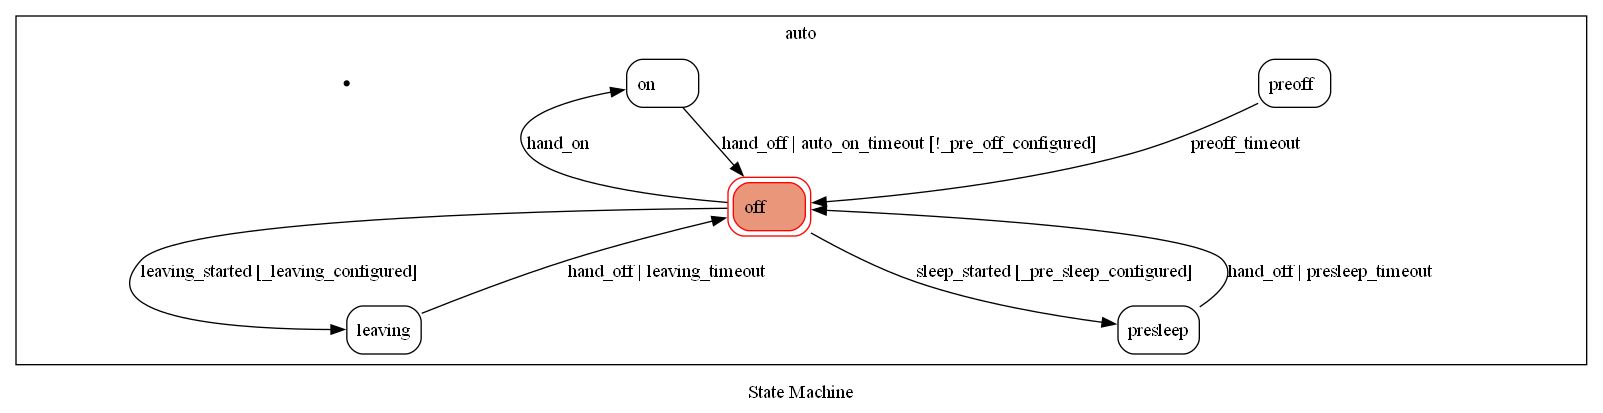 auto
on
preoff
hand_on
hand_off | auto_on_timeout [!_pre_off_configured]
preoff_timeout
off
leaving_started [_leaving_configured]
hand_off | leaving_timeout
sleep_started [_pre_sleep_configured]
hand_off | presleep_timeout
leaving
presleep
State Machine